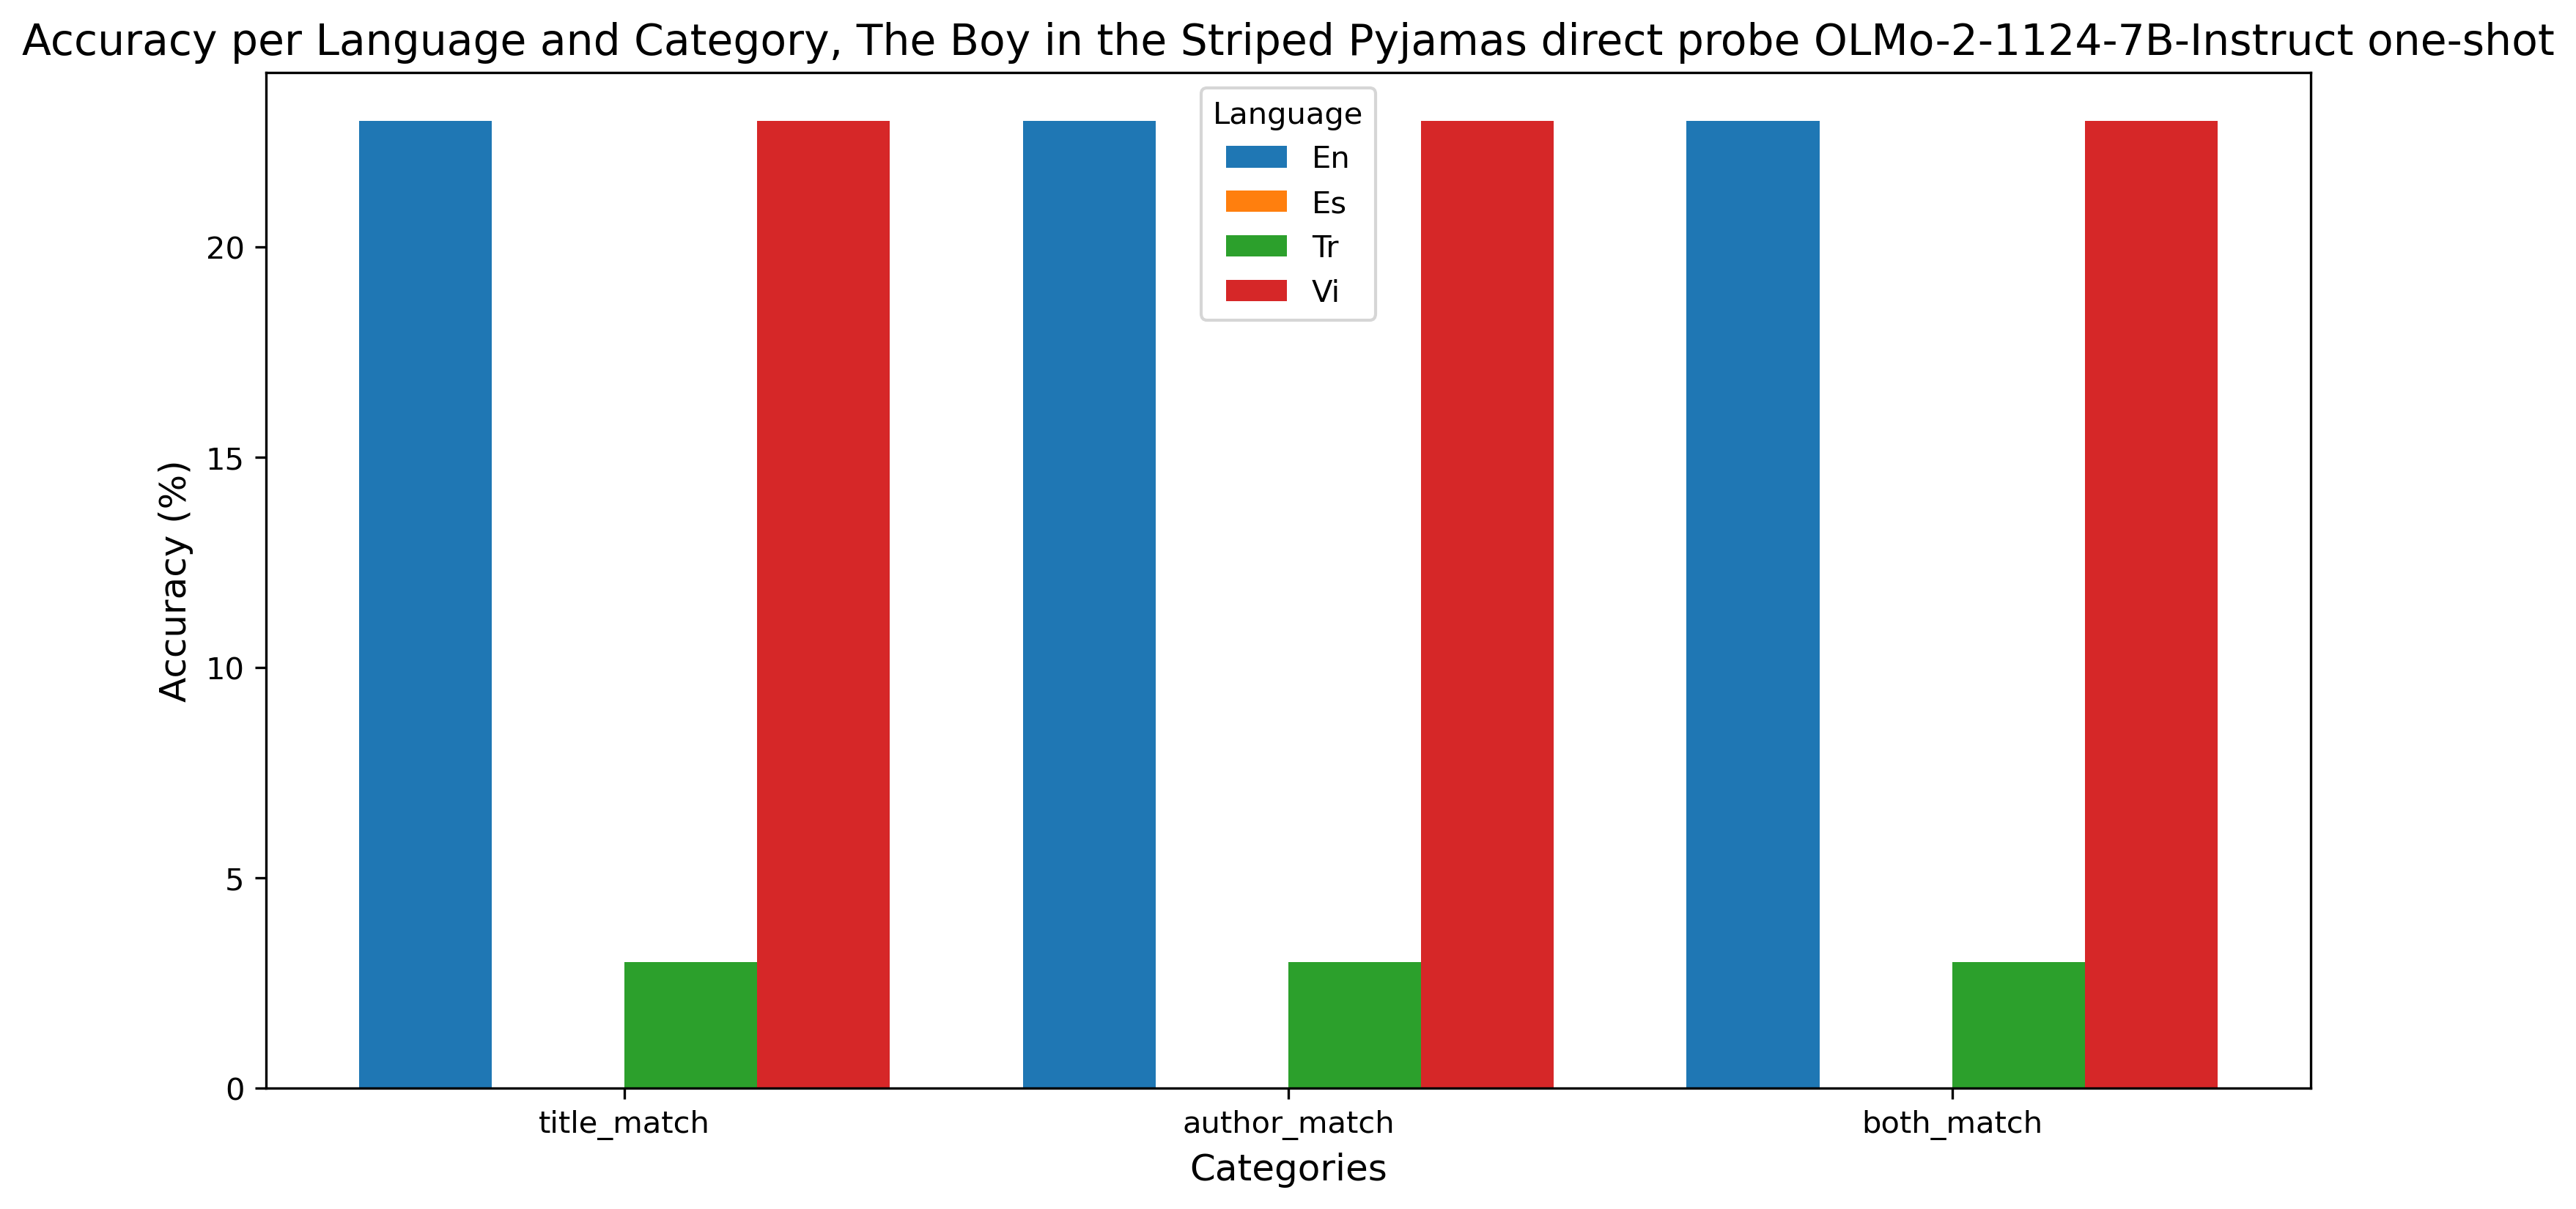 Accuracy per Language and Category, The Boy in the Striped Pyjamas direct probe OLMo-2-1124-7B-Instruct one-shot
Language
En
Es
Tr
Vi
Accuracy (%)
20
15
10
5
0
title_match
author_match
both_match
Categories